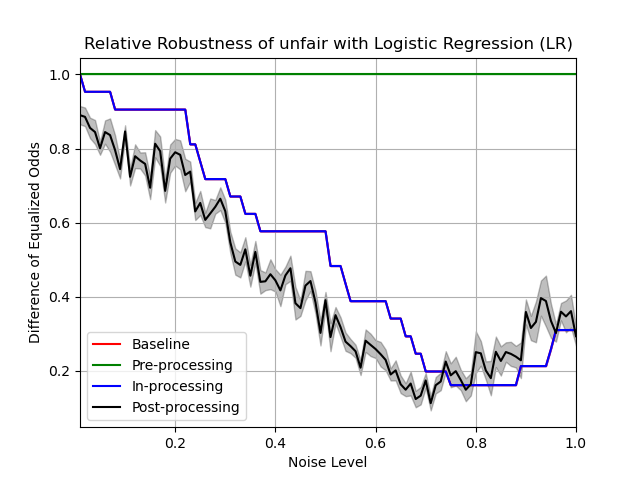 Relative Robustness of unfair with Logistic Regression (LR)
Difference of Equalized Odds
1.0
0.8
0.6
0.4
0.2
Baseline
Pre-processing
In-processing
Post-processing
0.2 0.4 0.6 0.8 1.0
Noise Level